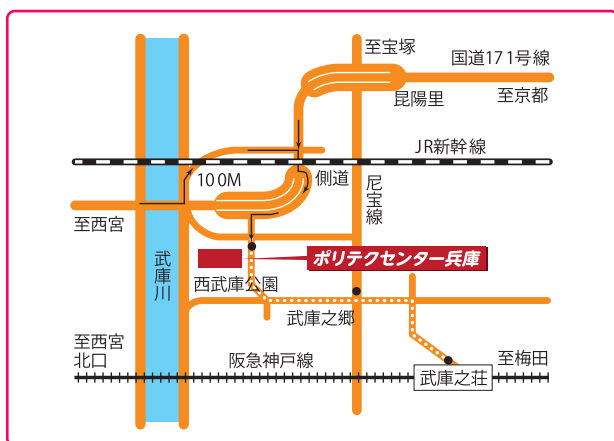 至宝塚
国道171号線
昆陽里
至京都
JR新幹線
100M
側道
尼宝線
至西宮
武庫川
ポリテクセンター兵庫
西武庫公園
武庫之郷
至西宮
北口
阪急神戸線
至梅田
武庫之荘